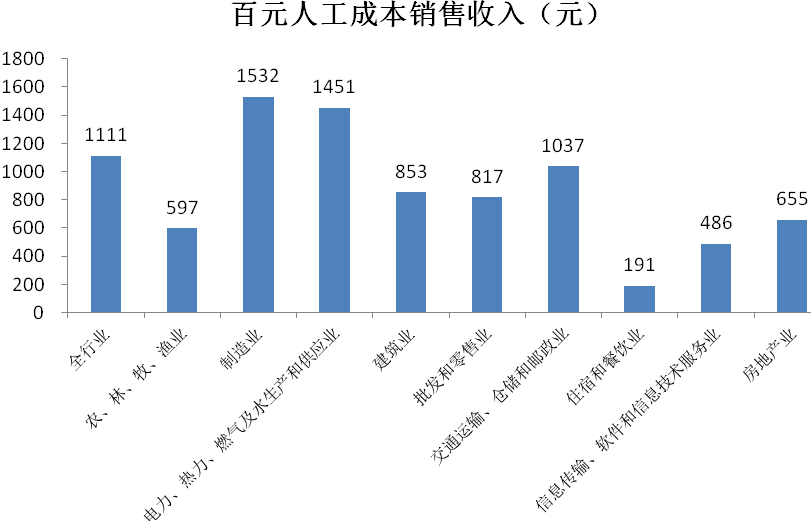 百元人工成本销售收入（元）
1800
1600
1400
1200
1000
800
600
400
200
0
1111
597
1532
1451
853
817
1037
191
486
655
全行业
农、林、牧、渔业
制造业
电力、热力、燃气及水生产和供应业
建筑业
批发和零售业
交通运输、仓储和邮政业
住宿和餐饮业
信息传输、软件和信息技术服务业
房地产业